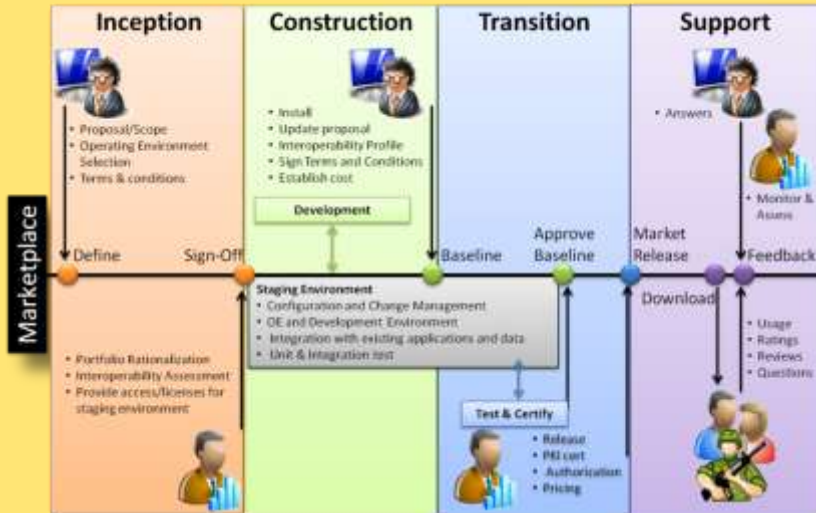 Inception
Construction
Transition
Support
• Proposal/Scope
• Operating Environment
Selection
• Terms & conditions
• Install
• Update proposal
• Interoperability Profile
• Sign Terms and Conditions
• Establish cost
Development
• Answers
• Monitor &
Assess
Marketplace
Define
Sign-Off
Baseline
Approve
Baseline
Market
Release
Download
Feedback
Staging Environment
• Configuration and Change Management
• OE and Development Environment
• Integration with existing applications and data
• Unit & Integration test
• Portfolio Rationalization
• Interoperability Assessment
• Provide access/licenses for
staging environment
Test & Certify
• Release
• PKI cert
• Authorization
• Pricing
• Usage
• Ratings
• Reviews
• Questions